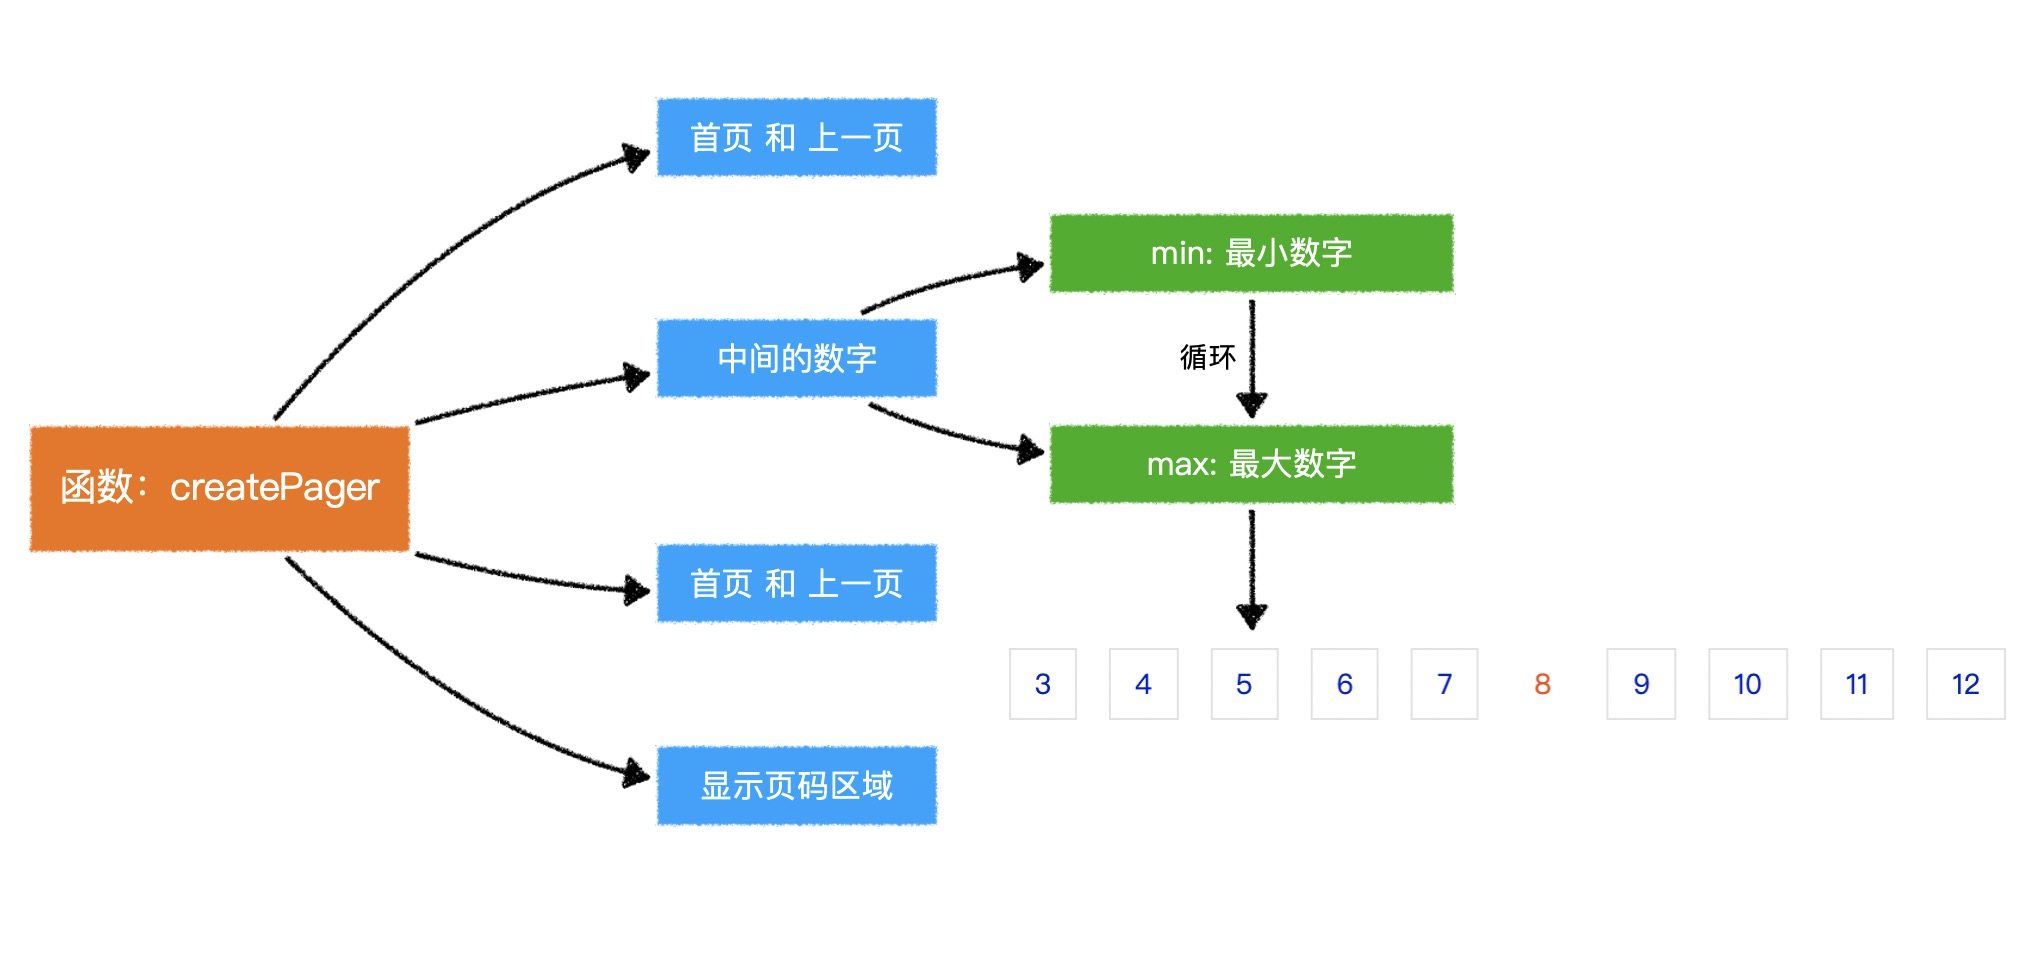 首页 和 上一页
min: 最小数字
中间的数字
循环
函数：createPager
max: 最大数字
首页 和 上一页
3 4 5 6 7 8 9 10 11 12
显示页码区域